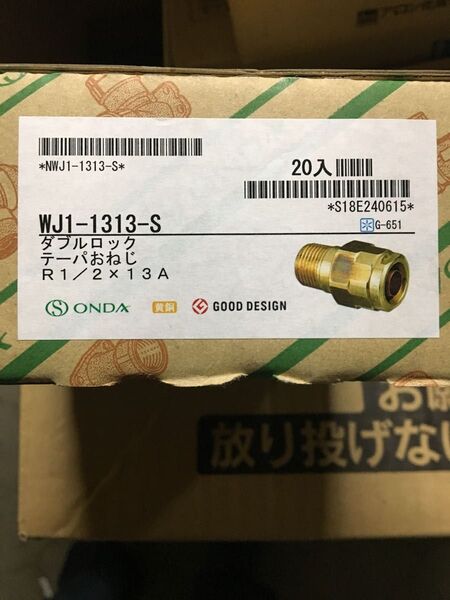 *NWJ1-1313-S*
20入
*S18E240615*
WJ1-1313-S
G-651
ダブルロック
テーパおねじ
R1/2×13A
ONDA
黄銅
GOOD DESIGN
放り投げない